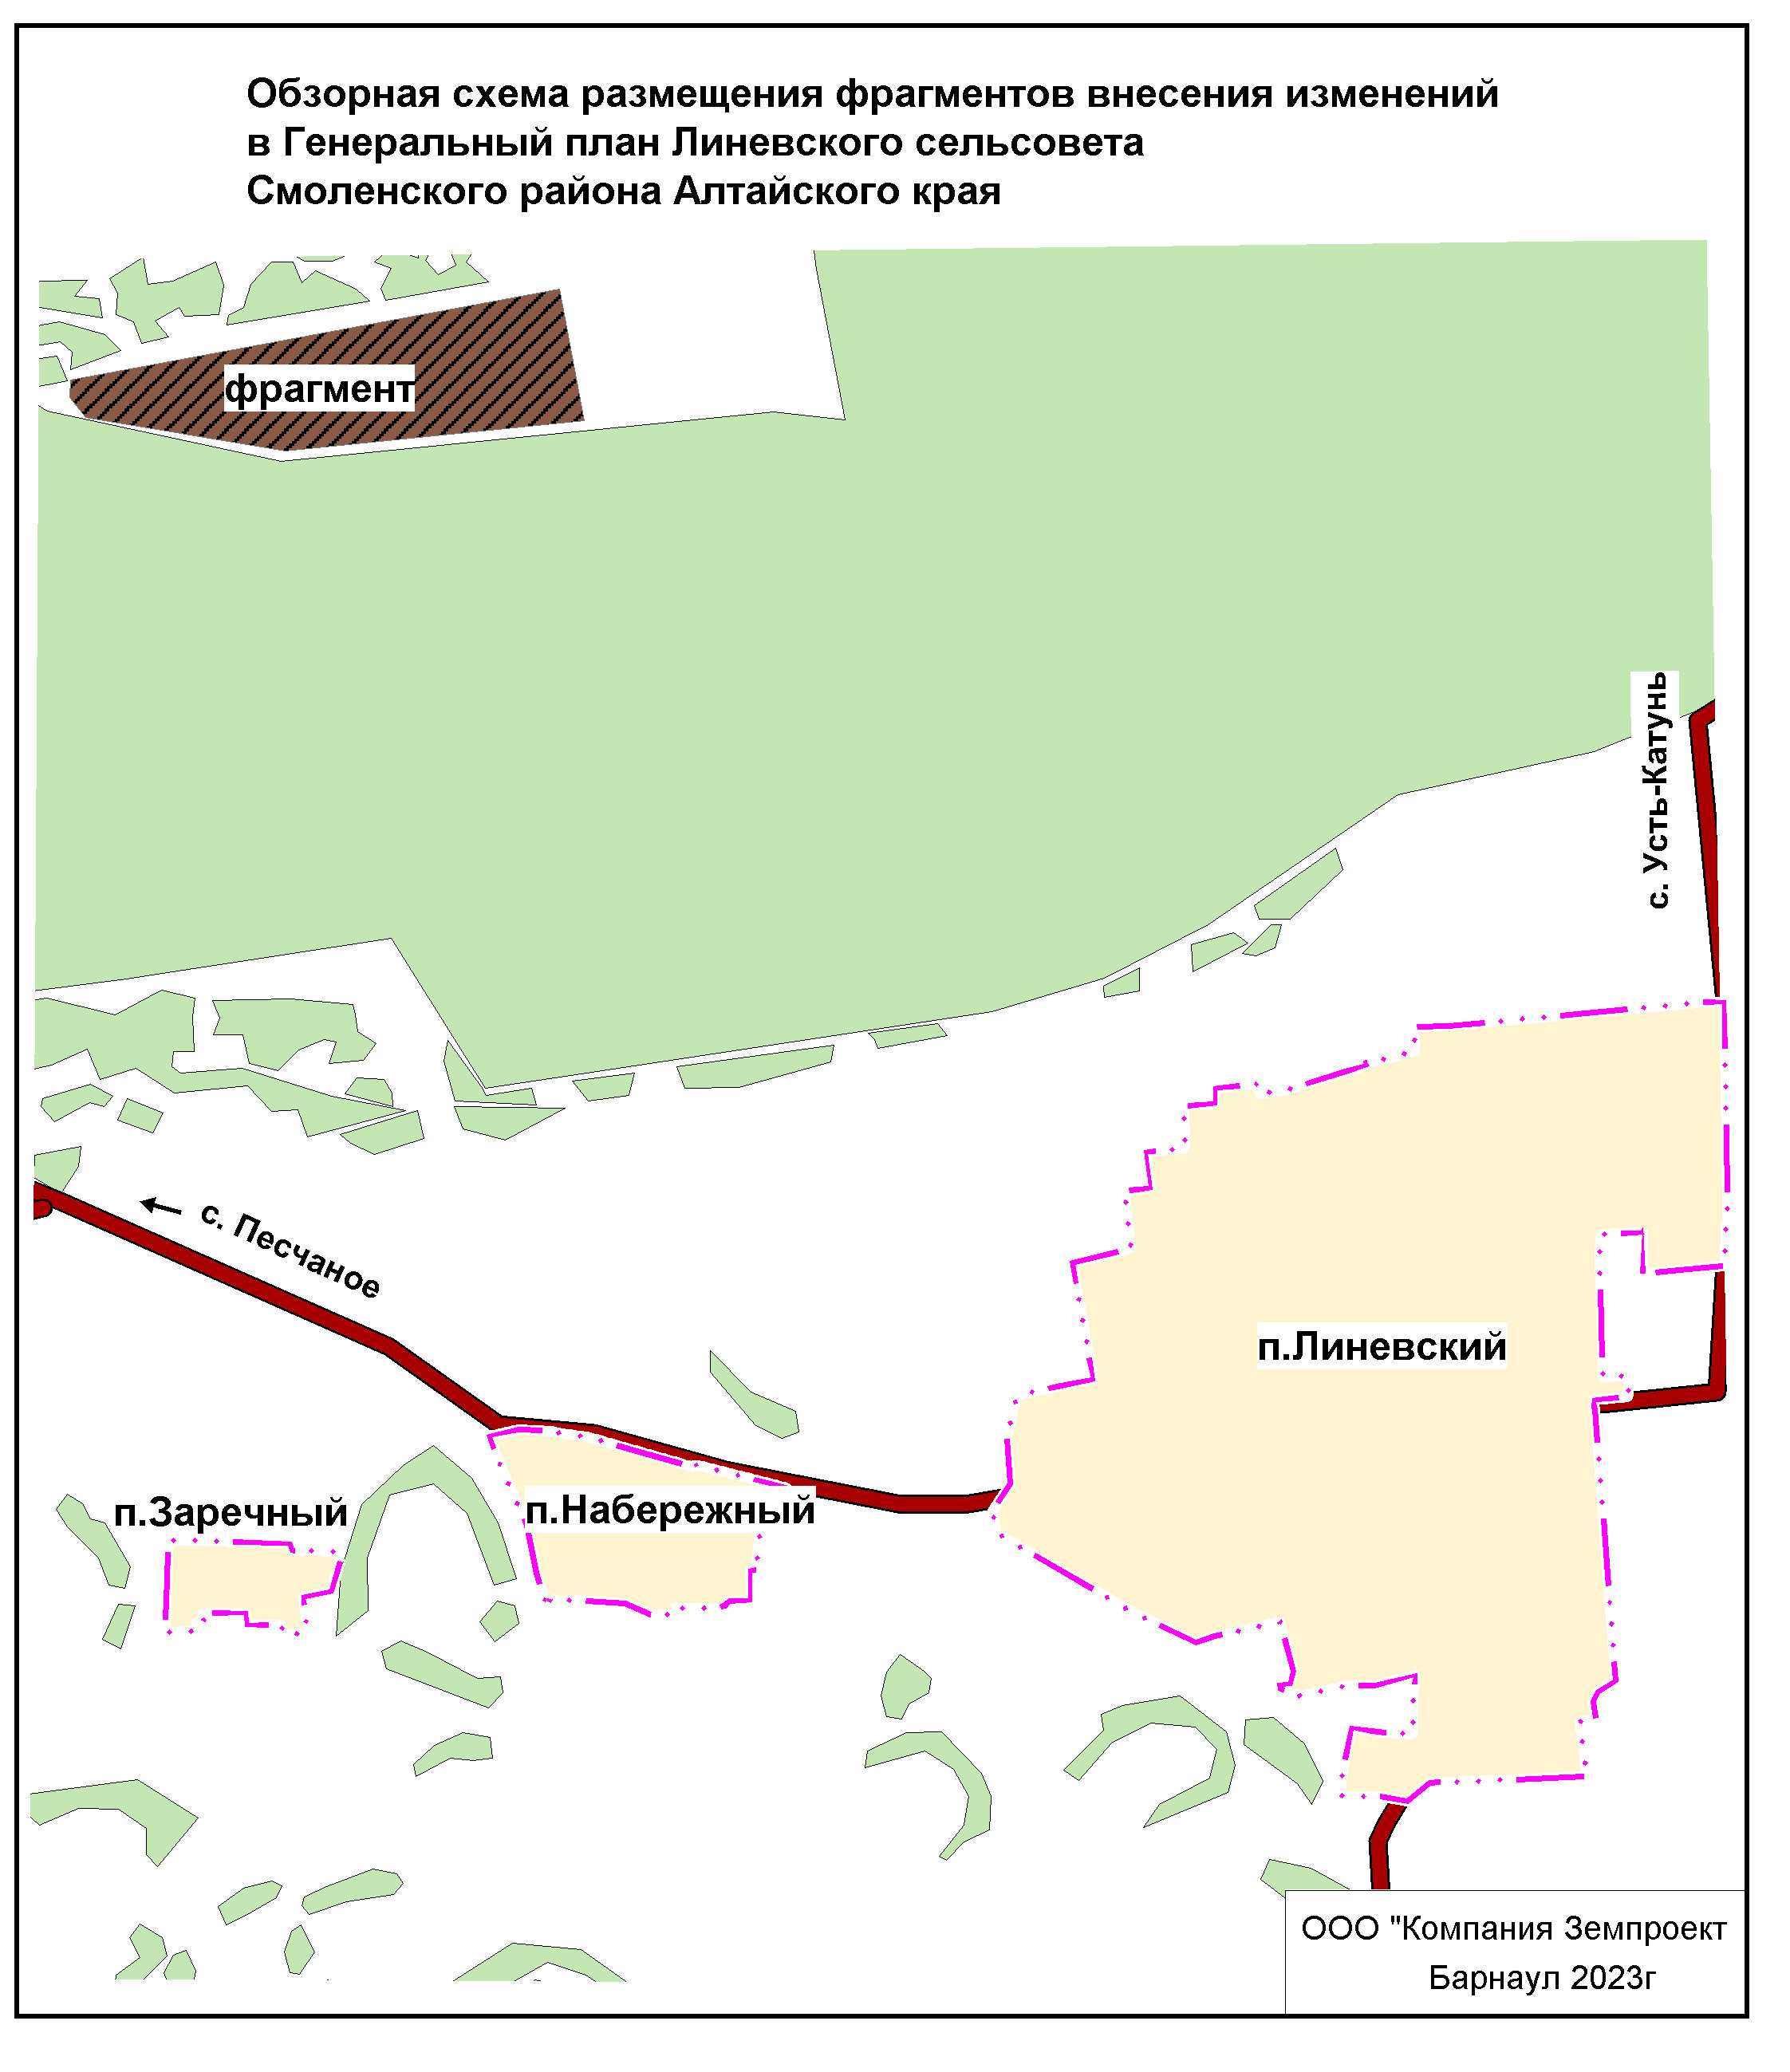 Обзорная схема размещения фрагментов внесения изменений
в Генеральный план Линевского сельсовета
Смоленского района Алтайского края
фрагмент
с. Усть-Катунь
с. Песчаное
п.Линевский
п.Заречный
п.Набережный
ООО "Компания Землпроект
Барнаул 2023г